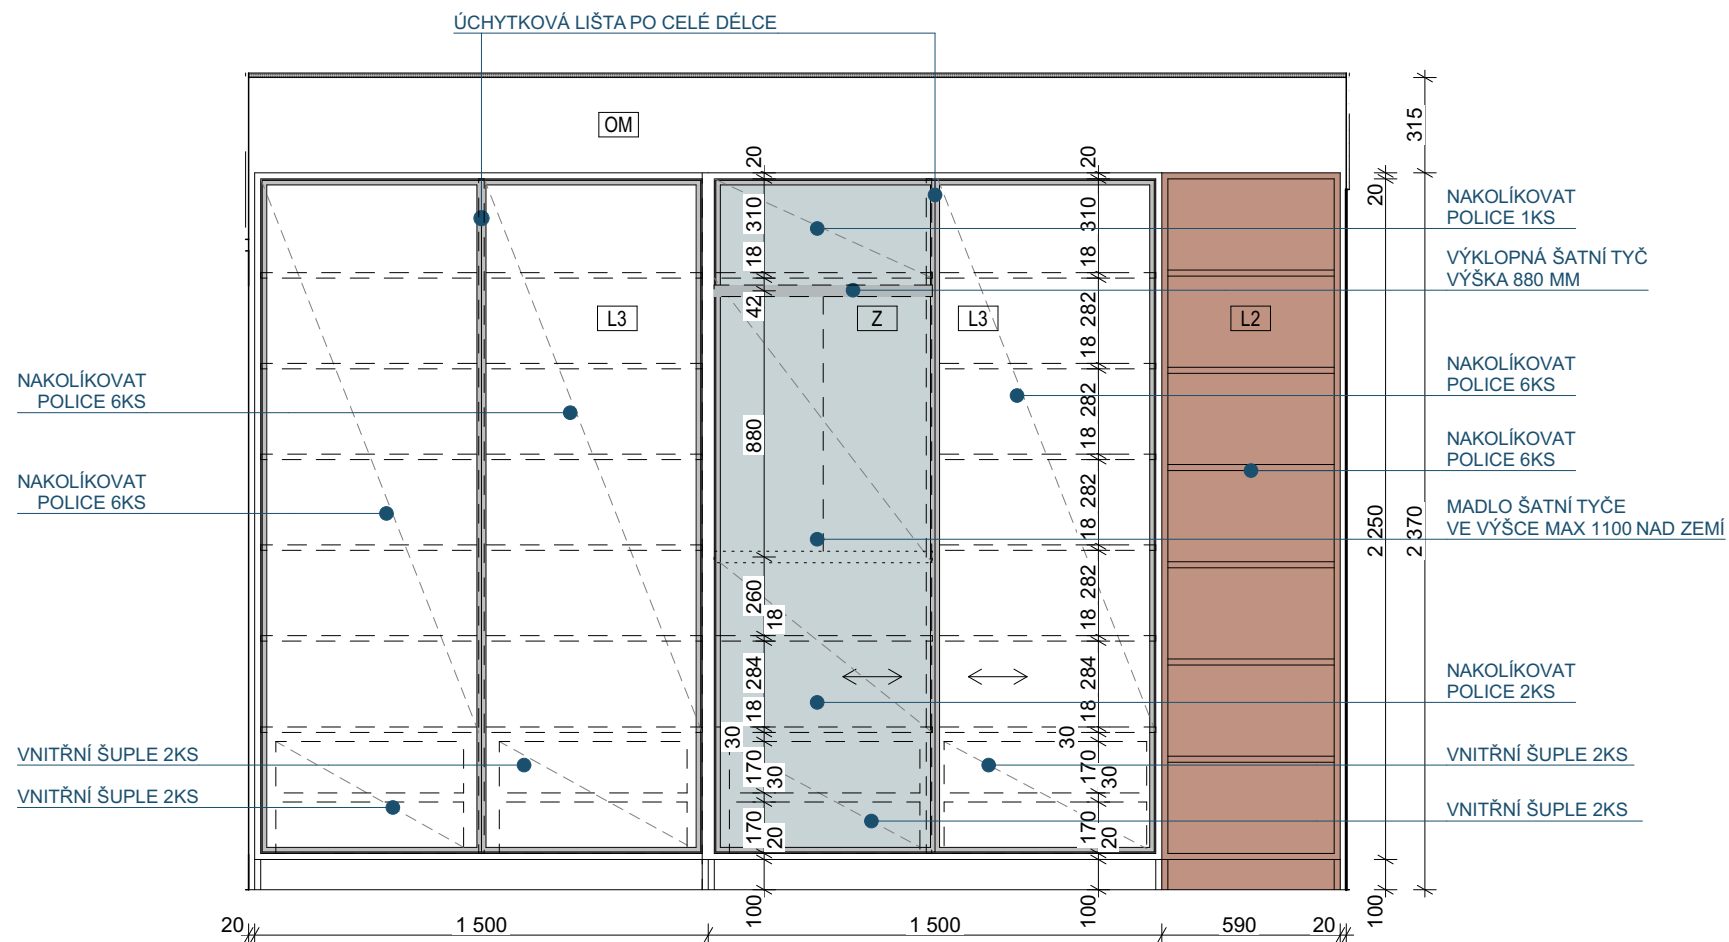 ÚCHYTKOVÁ LIŠTA PO CELÉ DÉLCE
OM
315
20
20
20
310
310
NAKOLÍKOVAT
POLICE 1KS
18
18
VÝKLOPNÁ ŠATNÍ TYČ
VÝŠKA 880 MM
42
282
L3
Z
L3
L2
18
NAKOLÍKOVAT
POLICE 6KS
NAKOLÍKOVAT
POLICE 6KS
282
880
18
NAKOLÍKOVAT
POLICE 6KS
NAKOLÍKOVAT
POLICE 6KS
282
MADLO ŠATNÍ TYČE
VE VÝŠCE MAX 1100 NAD ZEMÍ
18
2 250
2 370
260
18
282
18
284
284
NAKOLÍKOVAT
POLICE 2KS
18
18
30
30
VNITŘNÍ ŠUPLE 2KS
VNITŘNÍ ŠUPLE 2KS
170
30
170
30
VNITŘNÍ ŠUPLE 2KS
VNITŘNÍ ŠUPLE 2KS
170
20
170
20
100
100
100
20
1 500
1 500
590
20